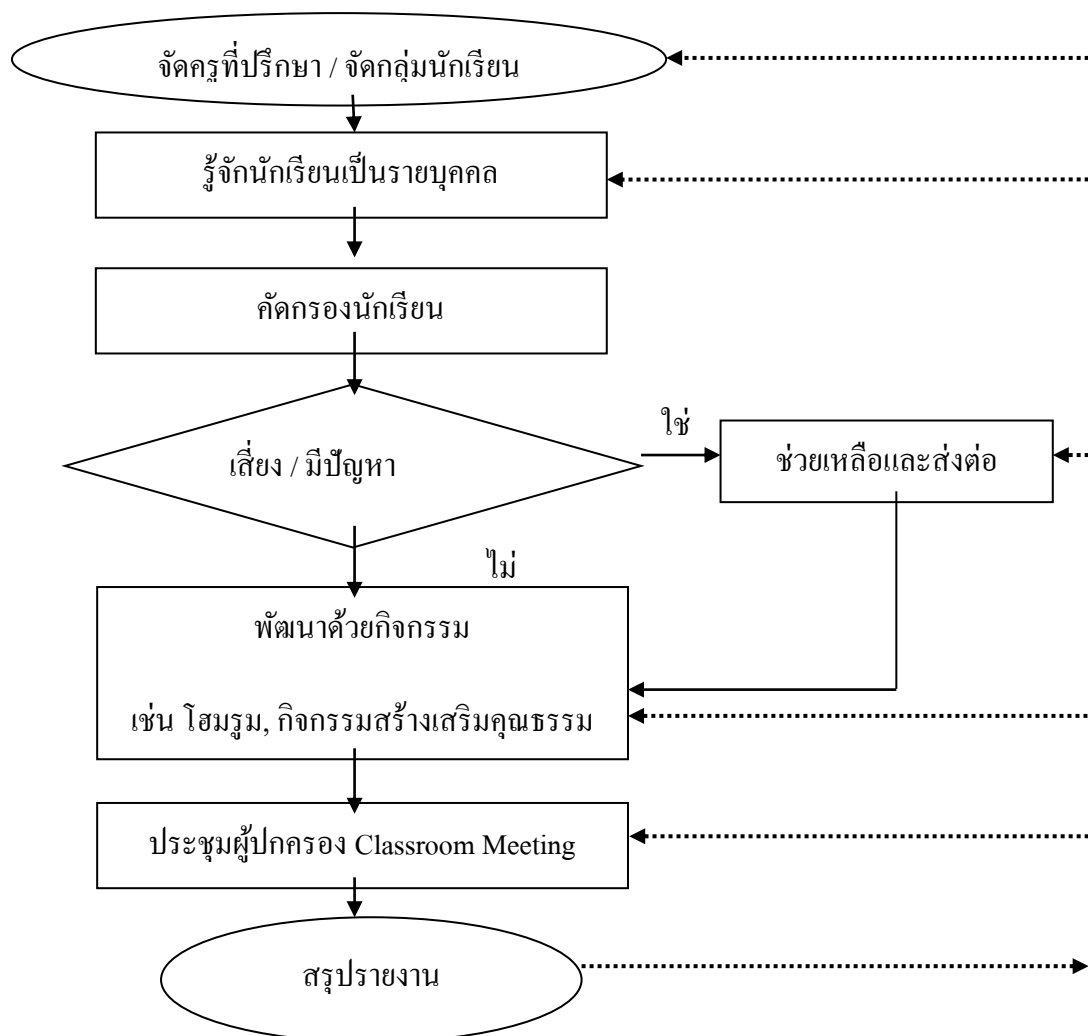 จัดครูที่ปรึกษา / จัดกลุ่มนักเรียน
รู้จักนักเรียนเป็นรายบุคคล
คัดกรองนักเรียน
ใช่
เสี่ยง / มีปัญหา
ช่วยเหลือและส่งต่อ
ไม่
พัฒนาด้วยกิจกรรม
เช่น โฮมรูม, กิจกรรมสร้างเสริมคุณธรรม
ประชุมผู้ปกครอง Classroom Meeting
สรุปรายงาน